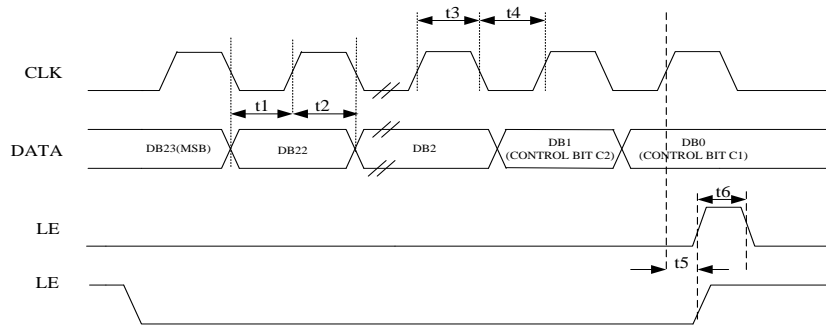 t3 t4
CLK
t1 t2
DATA
DB23(MSB) DB22 DB2 DB1 (CONTROL BIT C2) DB0 (CONTROL BIT C1)
t6
LE
t5
LE